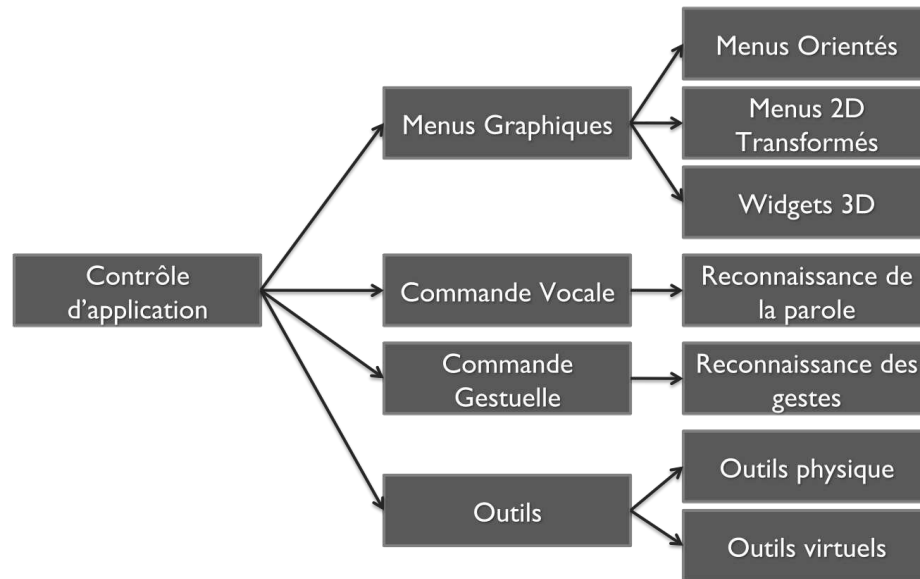 Contrôle
d’application
Menus Graphiques
Menus Orientés
Menus 2D
Transformés
Widgets 3D
Commande Vocale
Reconnaissance de
la parole
Commande
Gestuelle
Reconnaissance des
gestes
Outils
Outils physique
Outils virtuels